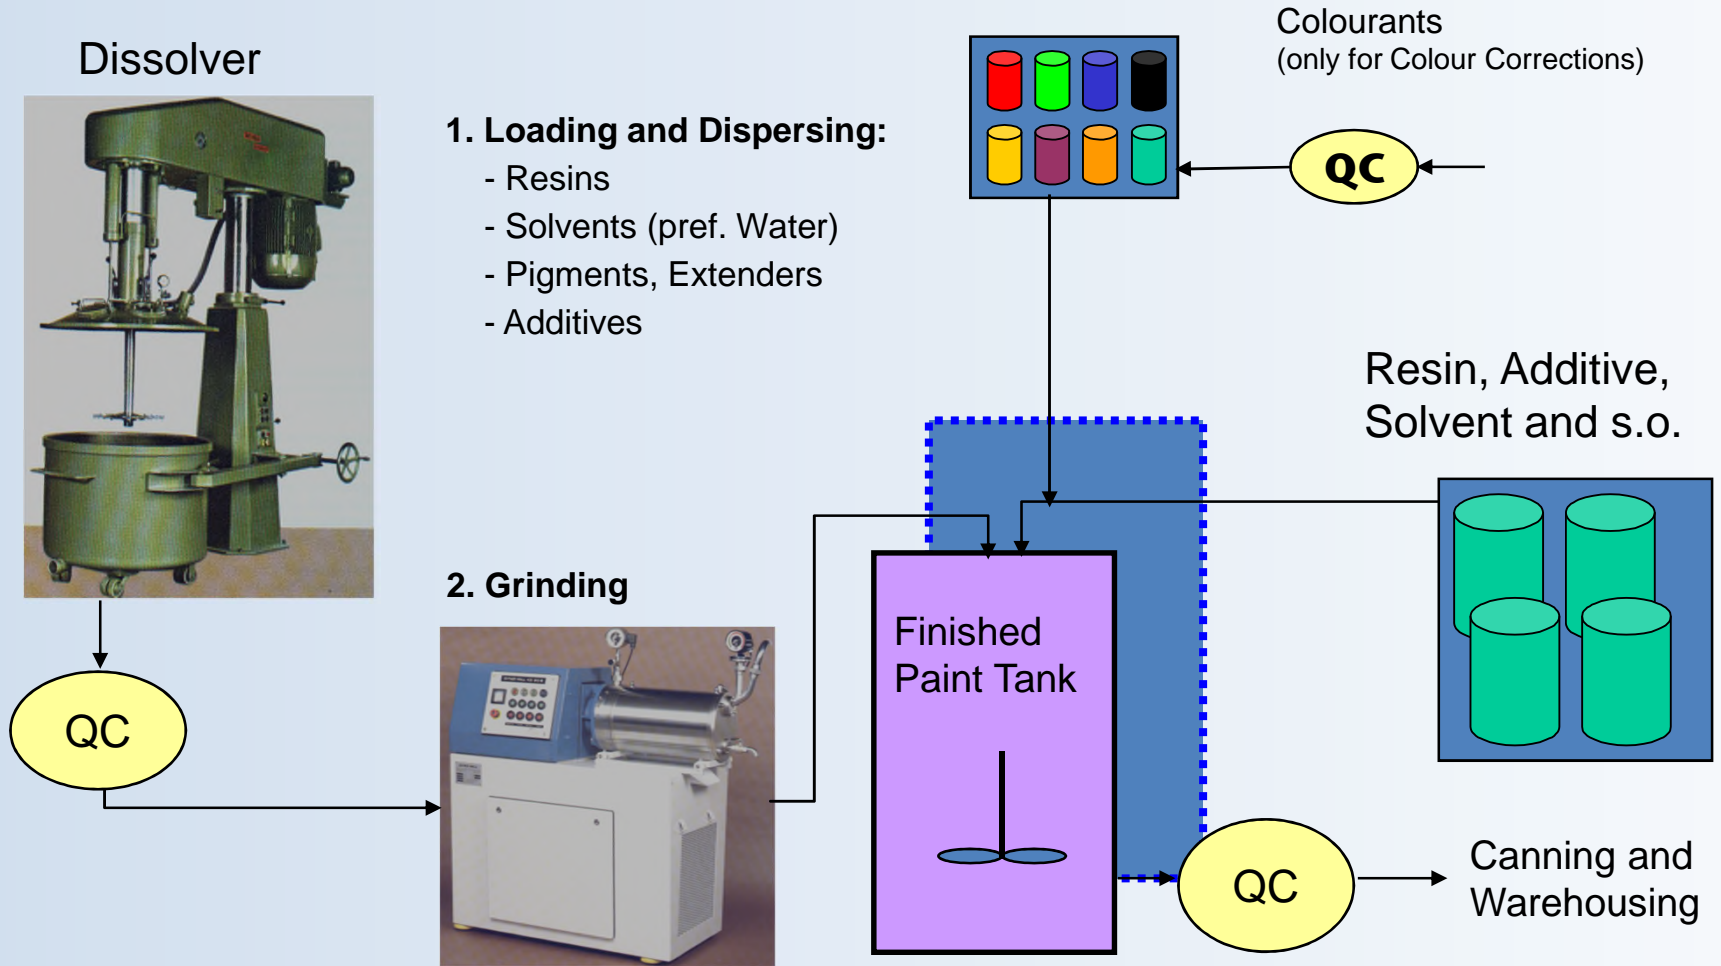 Dissolver
Colourants
(only for Colour Corrections)
1. Loading and Dispersing:
- Resins
- Solvents (pref. Water)
- Pigments, Extenders
- Additives
QC
Resin, Additive,
Solvent and s.o.
2. Grinding
Finished
Paint Tank
QC
QC
Canning and
Warehousing